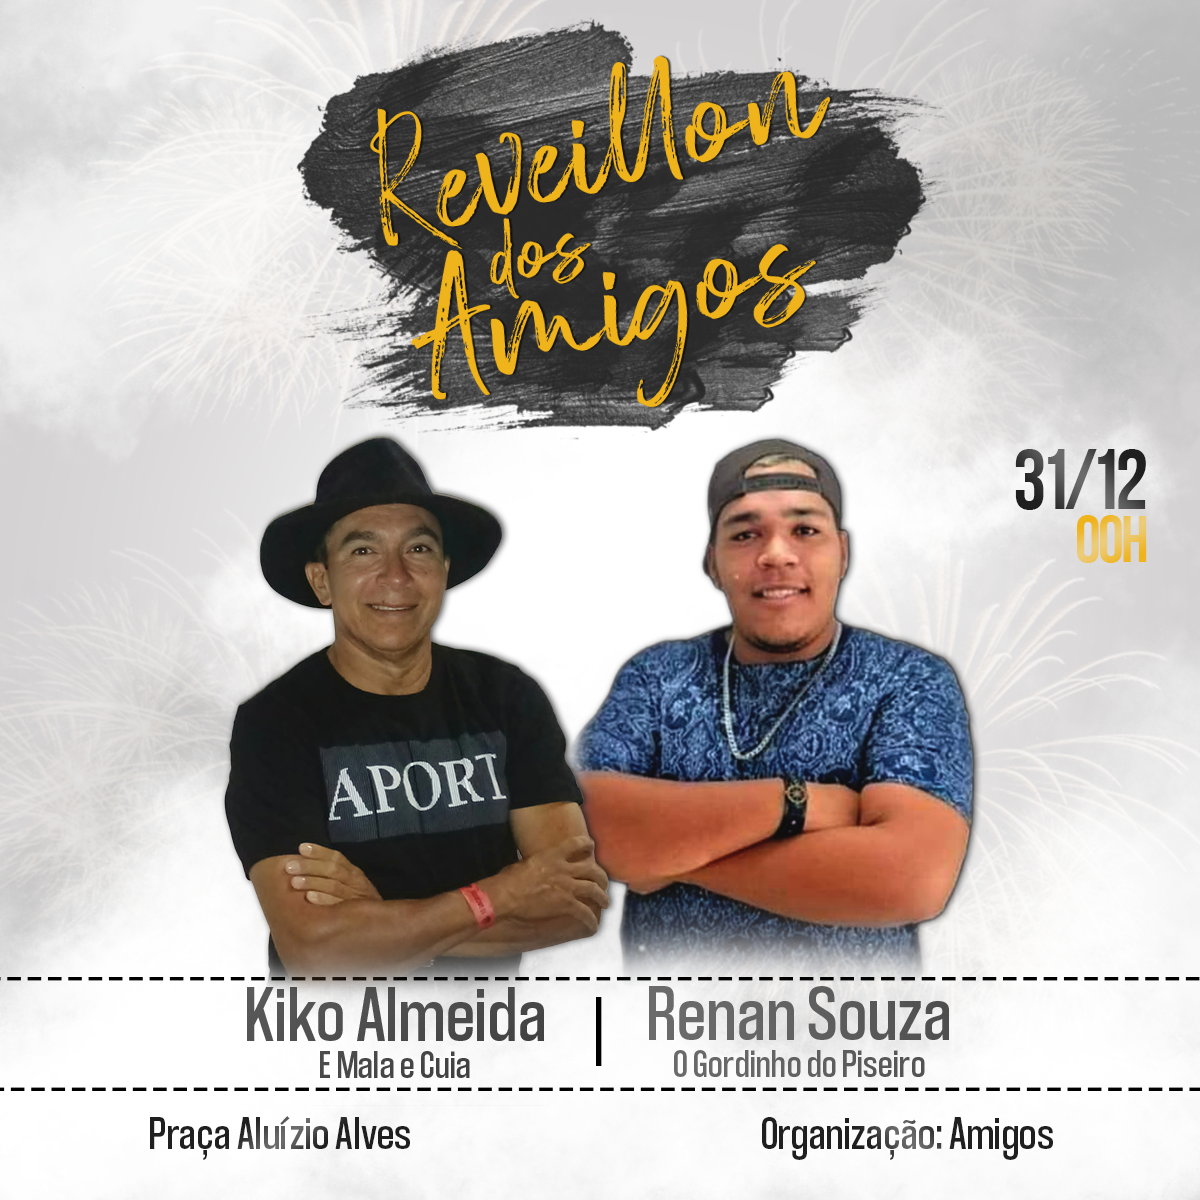 Reveillon
dos
Amigos
31/12
00H
APORT
Kiko Almeida
E Mala e Cuia
Renan Souza
O Gordinho do Piseiro
Praça Aluízio Alves
Organização: Amigos